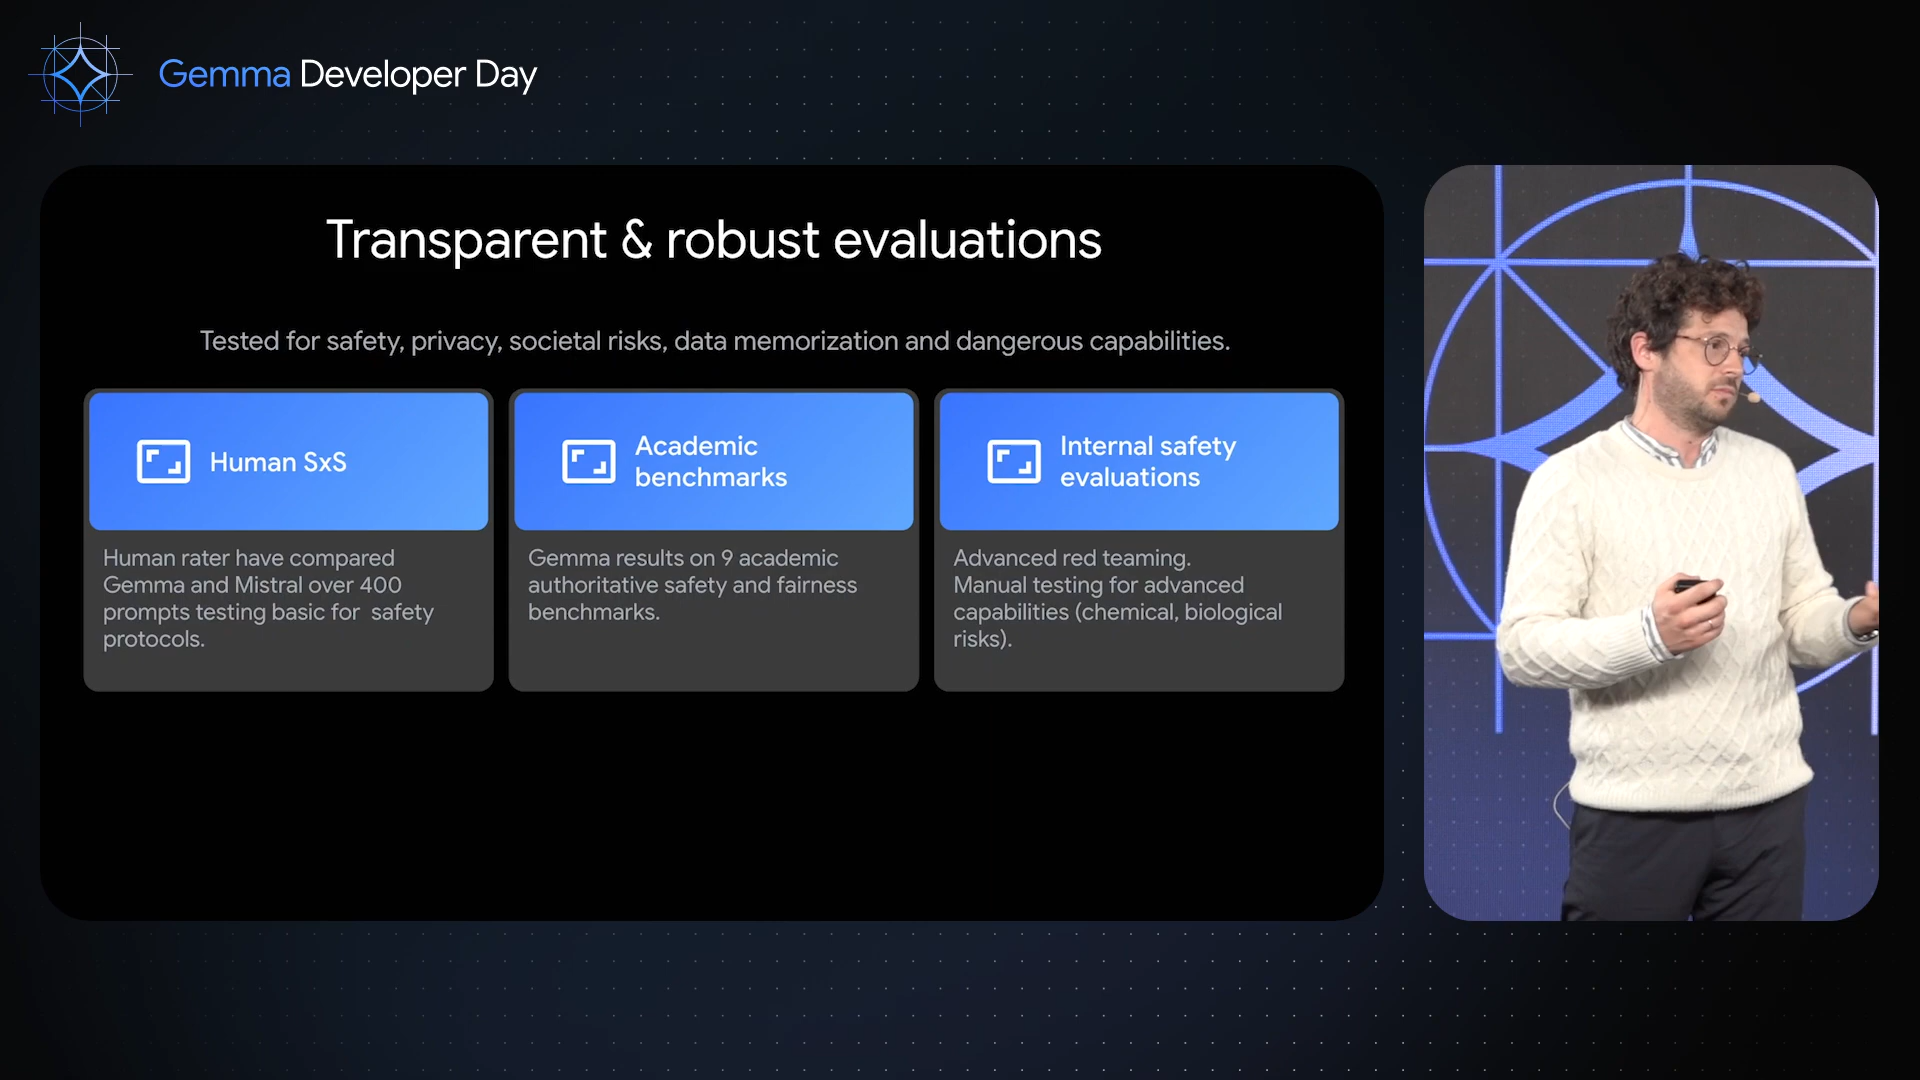 Gemma Developer Day
Transparent & robust evaluations
Tested for safety, privacy, societal risks, data memorization and dangerous capabilities.
Human SxS
Human rater have compared
Gemma and Mistral over 400
prompts testing basic for  safety
protocols.
Academic
benchmarks
Gemma results on 9 academic
authoritative safety and fairness
benchmarks.
Internal safety
evaluations
Advanced red teaming.
Manual testing for advanced
capabilities (chemical, biological
risks).